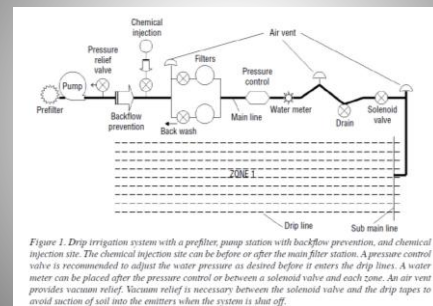 Chemical
injection
Air vent
Pressure
relief
valve
Filters
Pump
Pressure
control
Prefilter
Backflow
prevention
Back wash
Main line
Water meter
Drain
Solenoid
valve
ZONE 1
Drip line
Sub main line
Figure 1. Drip irrigation system with a prefilter, pump station with backflow prevention, and chemical
injection site. The chemical injection site can be before or after the main filter station. A pressure control
valve is recommended to adjust the water pressure as desired before it enters the drip lines. A water
meter can be placed after the pressure control or between a solenoid valve and each zone. An air vent
provides vacuum relief. Vacuum relief is necessary between the solenoid valve and the drip tapes to
avoid suction of soil into the emitters when the system is shut off.